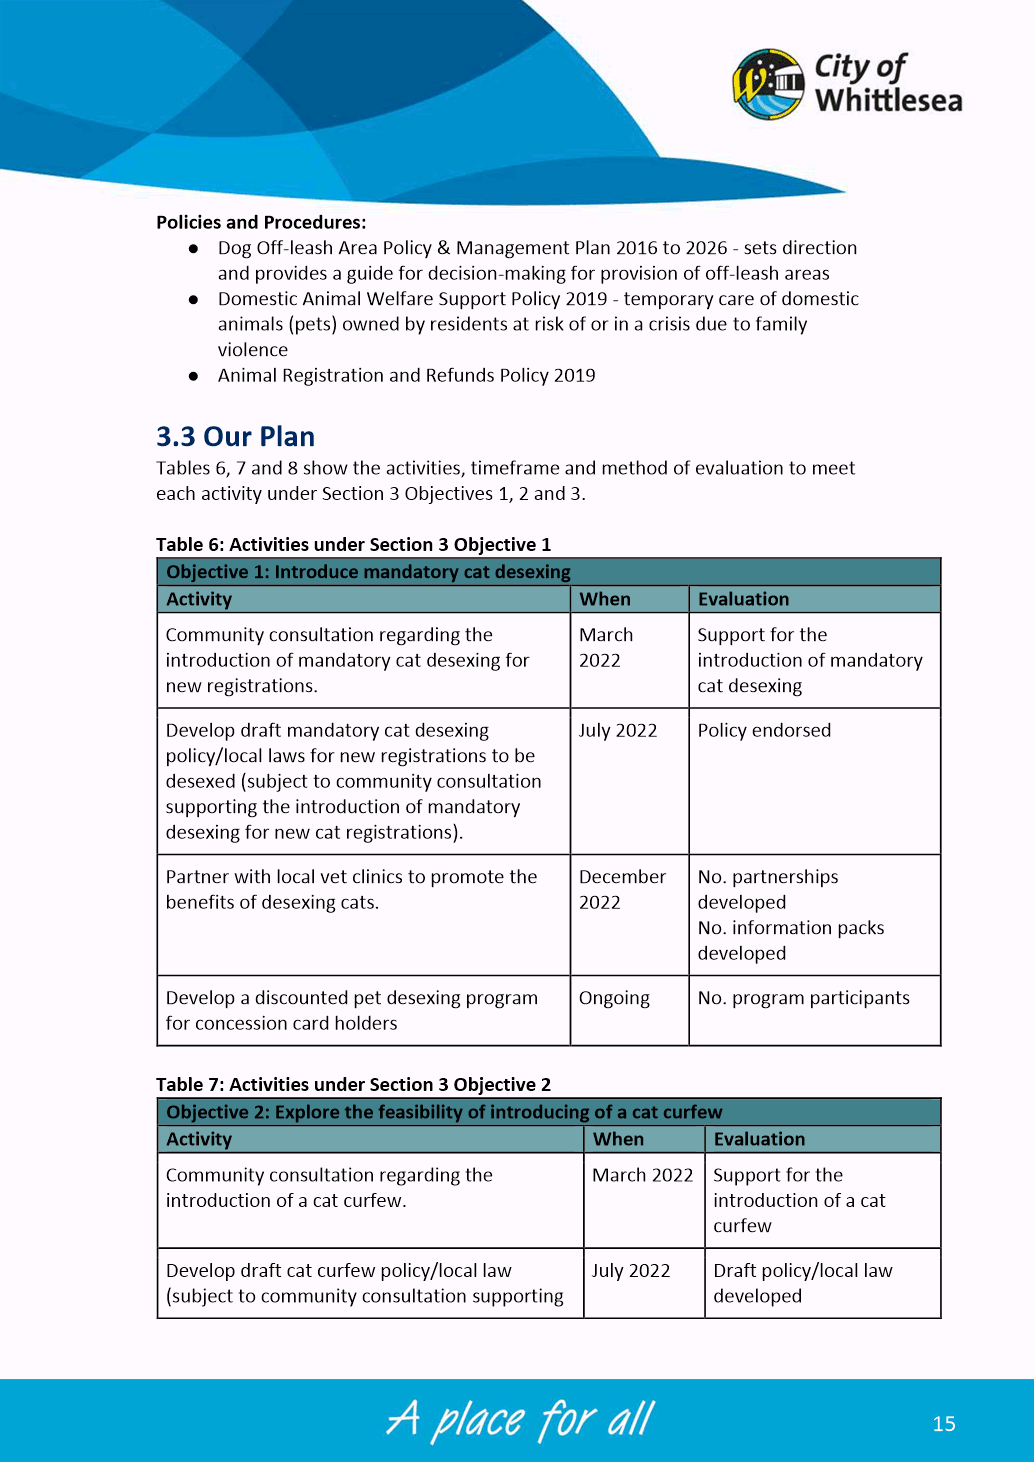 City of
Whittlesea
Policies and Procedures:
● Dog Off-leash Area Policy & Management Plan 2016 to 2026 - sets direction
and provides a guide for decision-making for provision of off-leash areas
● Domestic Animal Welfare Support Policy 2019 - temporary care of domestic
animals (pets) owned by residents at risk of or in a crisis due to family
violence
● Animal Registration and Refunds Policy 2019
3.3 Our Plan
Tables 6, 7 and 8 show the activities, timeframe and method of evaluation to meet
each activity under Section 3 Objectives 1, 2 and 3.
Table 6: Activities under Section 3 Objective 1
Objective 1: Introduce mandatory cat desexing
Activity When Evaluation
Community consultation regarding the
introduction of mandatory cat desexing for
new registrations.
March
2022
Support for the
introduction of mandatory
cat desexing
Develop draft mandatory cat desexing
policy/local laws for new registrations to be
desexed (subject to community consultation
supporting the introduction of mandatory
desexing for new cat registrations).
July 2022
Policy endorsed
Partner with local vet clinics to promote the
benefits of desexing cats.
December
2022
No. partnerships
developed
No. information packs
developed
Develop a discounted pet desexing program
for concession card holders
Ongoing
No. program participants
Table 7: Activities under Section 3 Objective 2
Objective 2: Explore the feasibility of introducing of a cat curfew
Activity When Evaluation
Community consultation regarding the
introduction of a cat curfew.
March 2022
Support for the
introduction of a cat
curfew
Develop draft cat curfew policy/local law
(subject to community consultation supporting
July 2022
Draft policy/local law
developed
A place for all
15